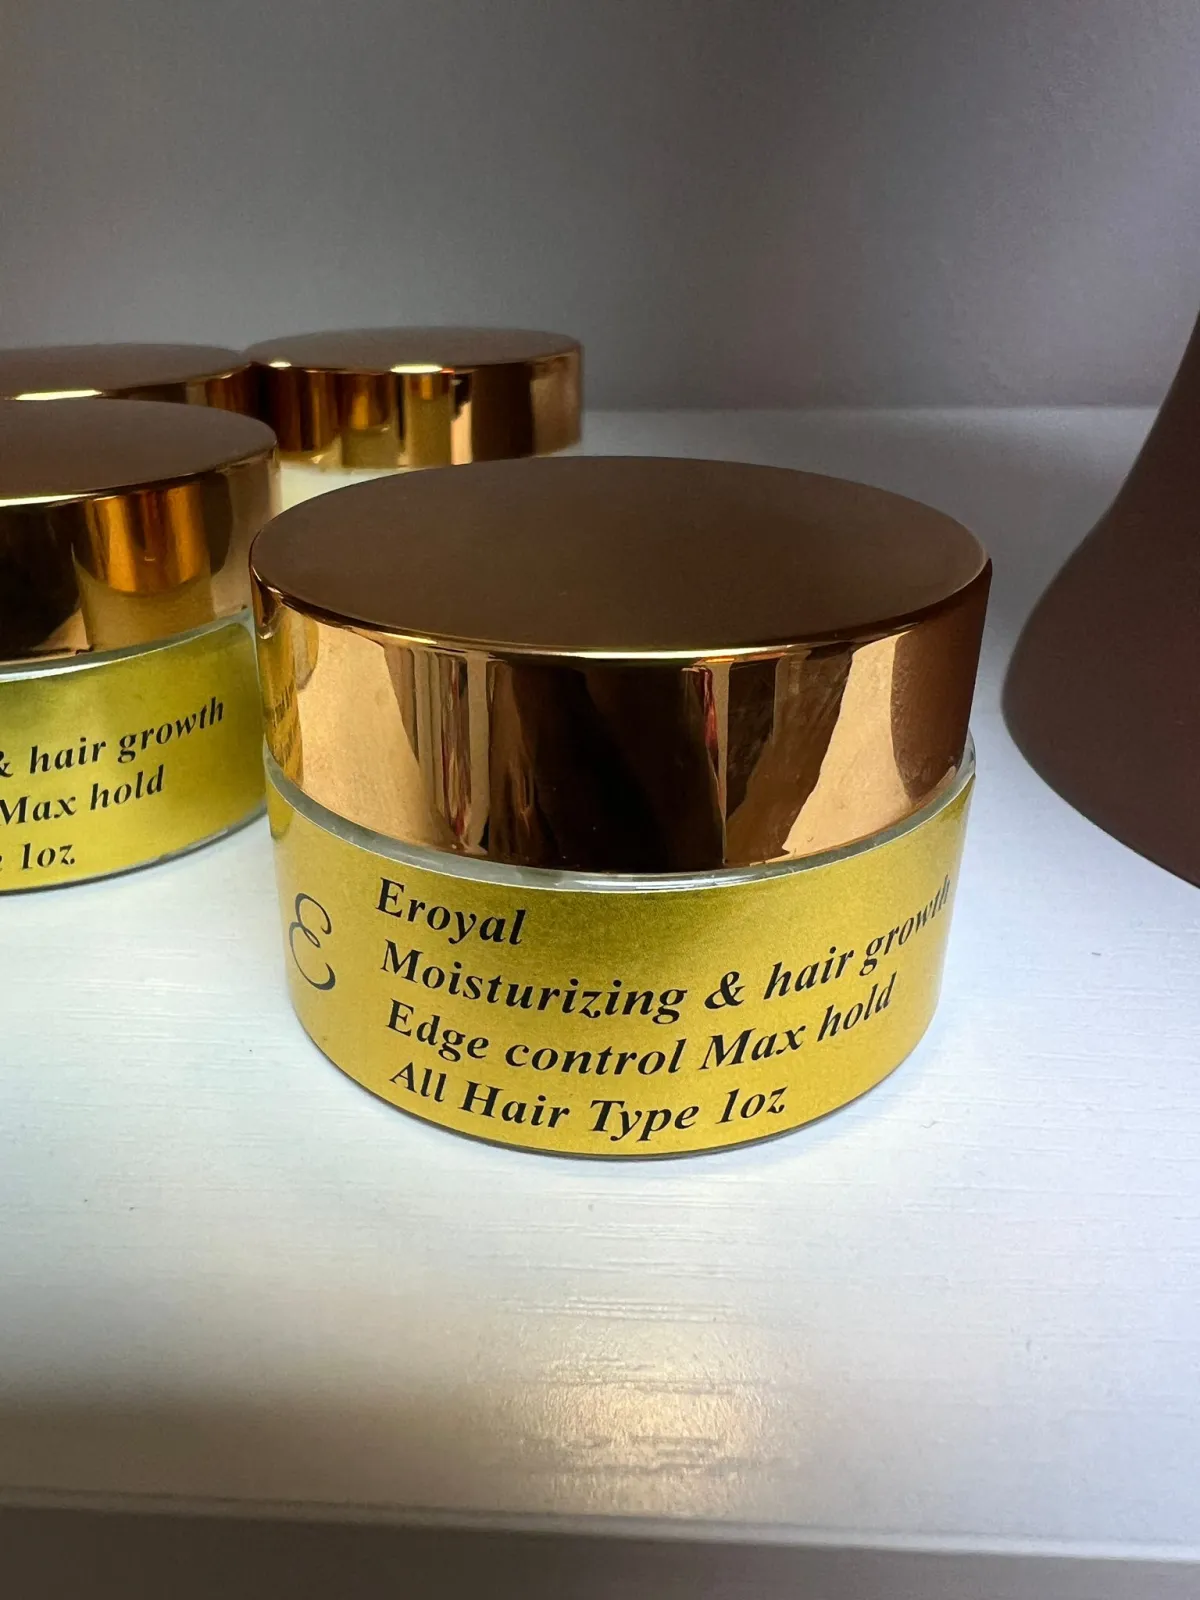 & hair growth
Max hold
1oz
E
Eroyal
Moisturizing & hair growth
Edge control Max hold
All Hair Type 1oz